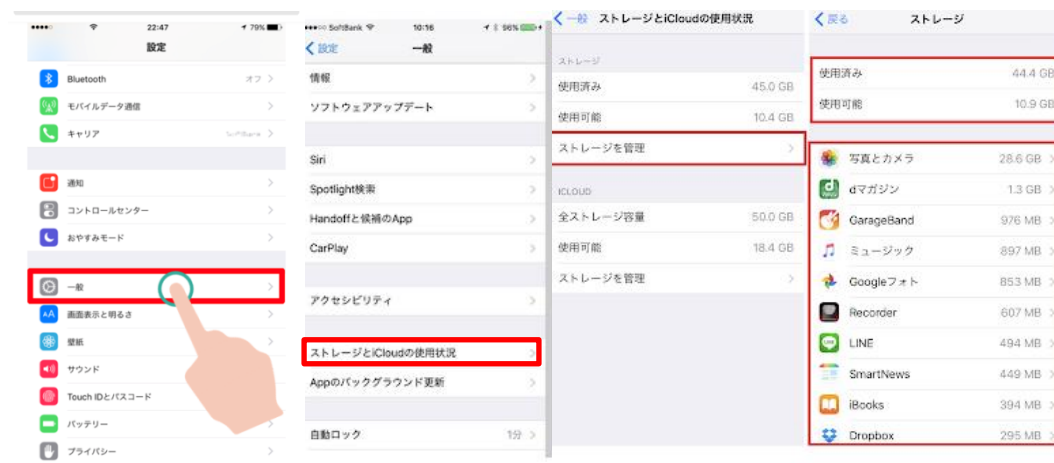 22:47
79%
設定
Bluetooth
オフ
モバイルデータ通信
キャリア
SoftBank
通知
コントロールセンター
おやすみモード
一般
画面表示と明るさ
壁紙
サウンド
Touch IDとパスコード
バッテリー
プライバシー
SoftBank
10:16
96%
設定
一般
情報
ソフトウェアアップデート
Siri
Spotlight検索
Handoffと候補のApp
CarPlay
アクセシビリティ
ストレージとiCloudの使用状況
Appのバックグラウンド更新
自動ロック
1分
一般
ストレージとiCloudの使用状況
ストレージ
使用済み
45.0 GB
使用可能
10.4 GB
ストレージを管理
ICLOUD
全ストレージ容量
50.0 GB
使用可能
18.4 GB
ストレージを管理
戻る
ストレージ
使用済み
44.4 GB
使用可能
10.9 GB
写真とカメラ
28.6 GB
dマガジン
1.3 GB
GarageBand
976 MB
ミュージック
897 MB
Googleフォト
853 MB
Recorder
607 MB
LINE
494 MB
SmartNews
449 MB
iBooks
394 MB
Dropbox
295 MB